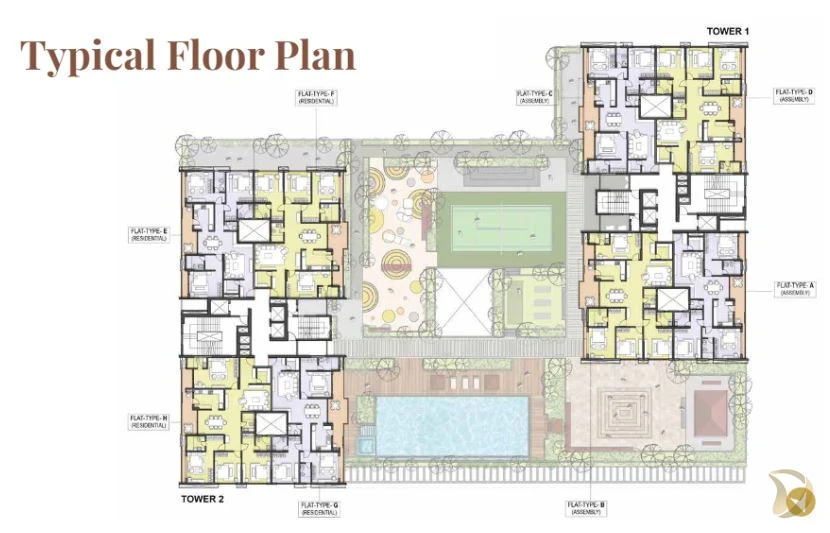 TOWER 1
Typical Floor Plan
FLAT-TYPE- F
(RESIDENTIAL)
FLAT-TYPE- C
(ASSEMBLY)
FLAT-TYPE- D
(ASSEMBLY)
FLAT-TYPE- E
(RESIDENTIAL)
FLAT-TYPE- A
(ASSEMBLY)
FLAT-TYPE- H
(RESIDENTIAL)
TOWER 2
FLAT-TYPE- G
(RESIDENTIAL)
FLAT-TYPE- B
(ASSEMBLY)